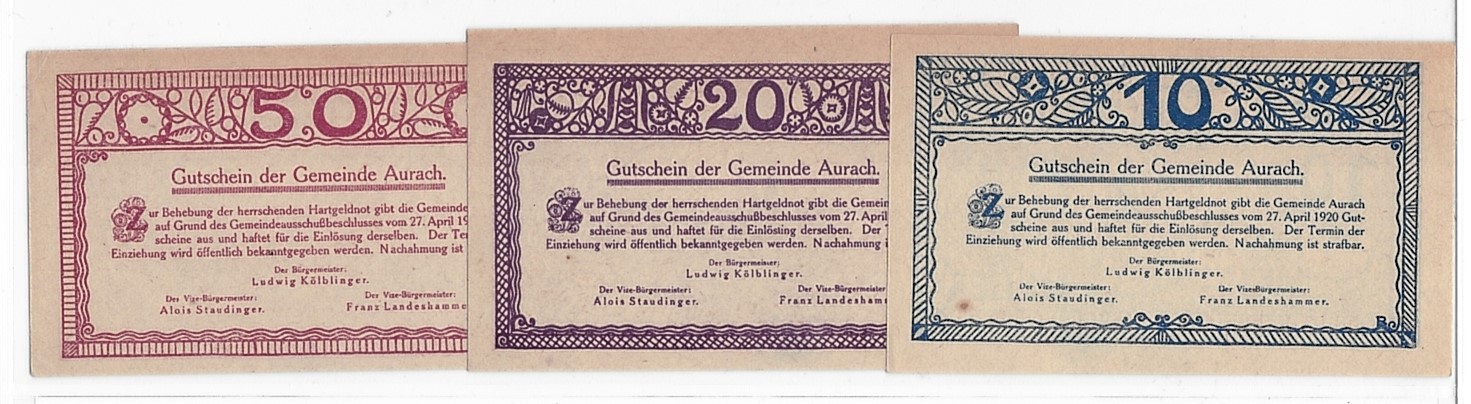 50
Gutschein der Gemeinde Aurach.
Zur Behebung der herrschenden Hartgeldnot gibt die Gemeinde
auf Grund des Gemeindeausschußbeschlusses vom 27. April 19
scheine aus und haftet für die Einlösung derselben. Der Te
Einziehung wird öffentlich bekanntgegeben werden. Nachahmung ist
Der Bürgermeister:
Ludwig Kölblinger.
Der Vize-Bürgermeister:
Alois Staudinger.
Der Vize-Bürgermeister:
Franz Landeshamme
20
Gutschein der Gemeinde Aurach.
Zur Behebung der herrschenden Hartgeldnot gibt die Gemeinde
auf Grund des Gemeindeausschußbeschlusses vom 27. April
scheine aus und haftet für die Einlösting derselben. Der
Einziehung wird öffentlich bekanntgegeben werden. Nachahmung
Der Bürgermeister:
Ludwig Kölblinger.
Der Vize-Bürgermeister:
Alois Staudinger.
Der Vize-Bürgermeister:
Franz Landeshamm
10
Gutschein der Gemeinde Aurach.
Zur Behebung der herrschenden Hartgeldnot gibt die Gemeinde Aurach
auf Grund des Gemeindeausschußbeschlusses vom 27. April 1920 Gut-
scheine aus und haftet für die Einlösung derselben. Der Termin der
Einziehung wird öffentlich bekanntgegeben werden. Nachahmung ist strafbar.
Der Bürgermeister:
Ludwig Kölblinger.
Der Vize-Bürgermeister:
Alois Staudinger.
Der Vize-Bürgermeister:
Franz Landeshammer.